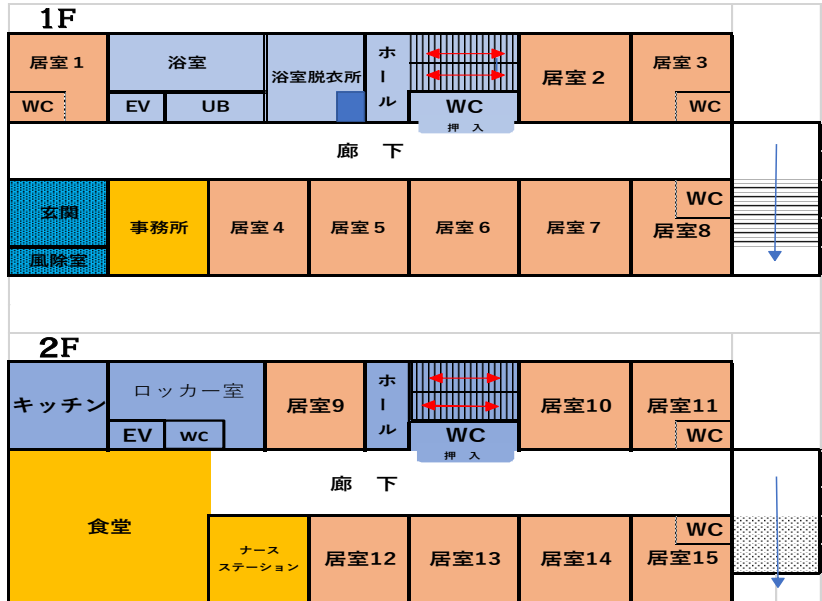 1F
居室1
浴室
浴室脱衣所
ホール
居室2
居室3
WC
EV
UB
WC
WC
押 入
廊 下
玄関
事務所
居室4
居室5
居室6
居室7
WC
居室8
風除室
2F
キッチン
ロッカー室
居室9
ホール
居室10
居室11
EV
WC
WC
WC
押 入
廊 下
食堂
ナース
ステーション
居室12
居室13
居室14
WC
居室15